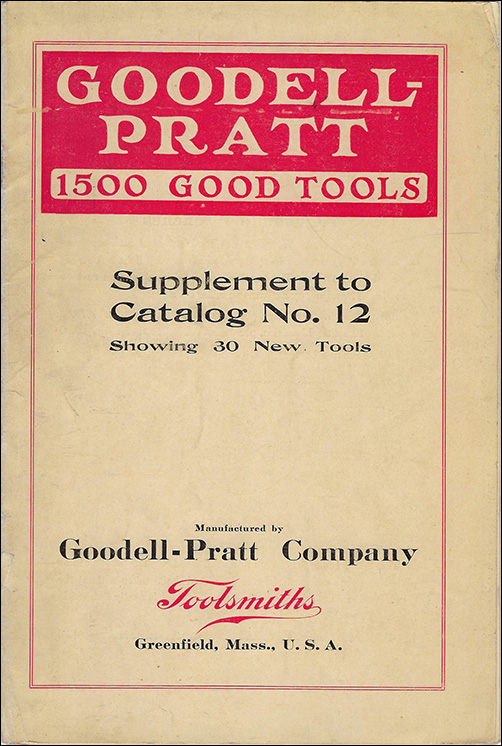 GOODELL-
PRATT
1500 GOOD TOOLS
Supplement to
Catalog No. 12
Showing 30 New Tools
Manufactured by
Goodell-Pratt Company
Toolsmiths
Greenfield, Mass., U. S. A.